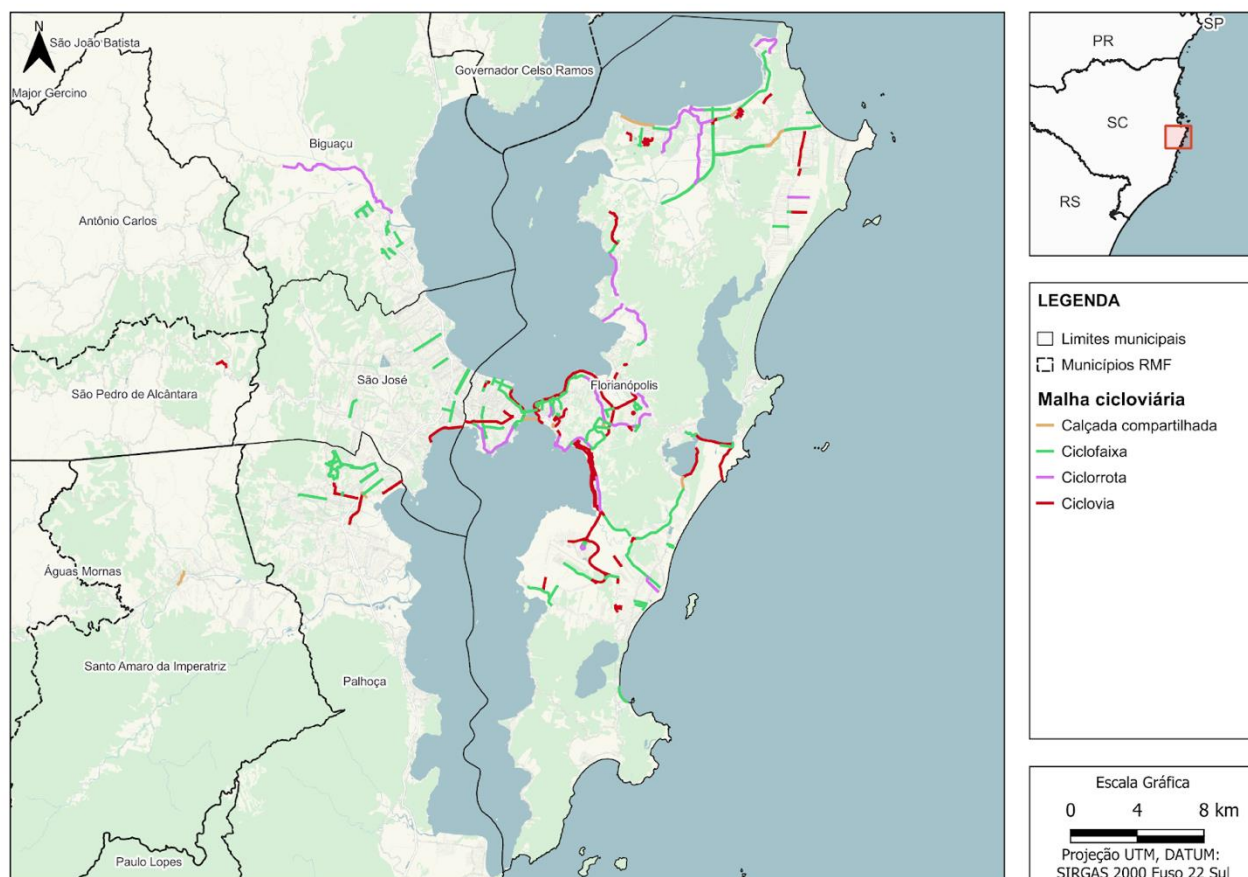 N
São João Batista
Major Gercino
Governador Celso Ramos
Biguaçu
Antônio Carlos
São José
Florianópolis
São Pedro de Alcântara
Águas Mornas
Santo Amaro da Imperatriz
Palhoça
Paulo Lopes
SP
PR
SC
RS
LEGENDA
Limites municipais
Municípios RMF
Malha cicloviária
Calçada compartilhada
Ciclofaixa
Ciclorrota
Ciclovia
Escala Gráfica
0 4 8 km
Projeção UTM, DATUM:
SIRGAS 2000 Fuso 22 Sul